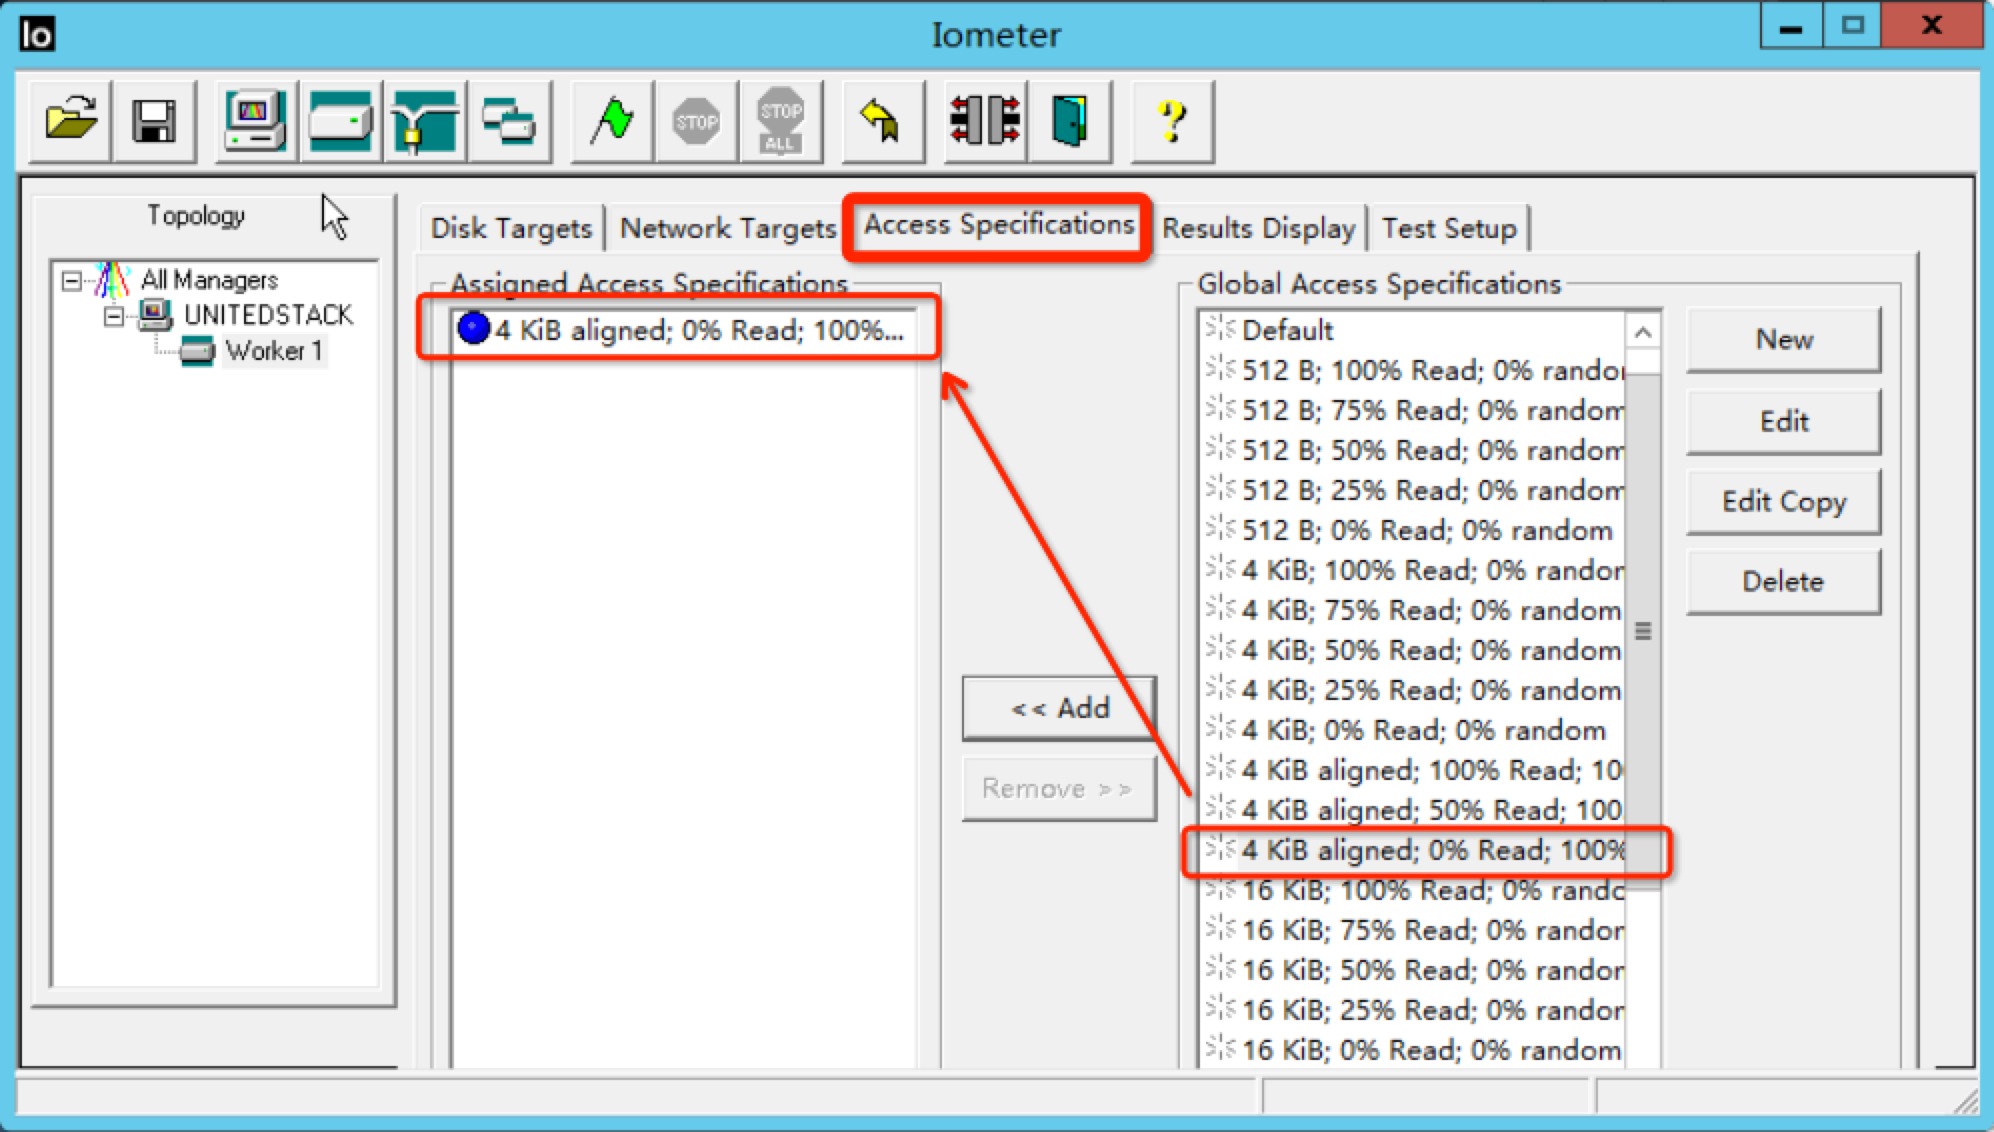 Io
Iometer
STOP
STOP
ALL
?
Topology
All Managers
UNITEDSTACK
Worker 1
Disk Targets
Network Targets
Access Specifications
Results Display
Test Setup
Assigned Access Specifications
4 KiB aligned; 0% Read; 100%...
<< Add
Remove >>
Global Access Specifications
Default
512 B; 100% Read; 0% randor
512 B; 75% Read; 0% random
512 B; 50% Read; 0% random
512 B; 25% Read; 0% random
512 B; 0% Read; 0% random
4 KiB; 100% Read; 0% randor
4 KiB; 75% Read; 0% random
4 KiB; 50% Read; 0% random
4 KiB; 25% Read; 0% random
4 KiB; 0% Read; 0% random
4 KiB aligned; 100% Read; 10
4 KiB aligned; 50% Read; 100
4 KiB aligned; 0% Read; 100%
16 KiB; 100% Read; 0% randc
16 KiB; 75% Read; 0% randor
16 KiB; 50% Read; 0% randor
16 KiB; 25% Read; 0% randor
16 KiB; 0% Read; 0% random
New
Edit
Edit Copy
Delete